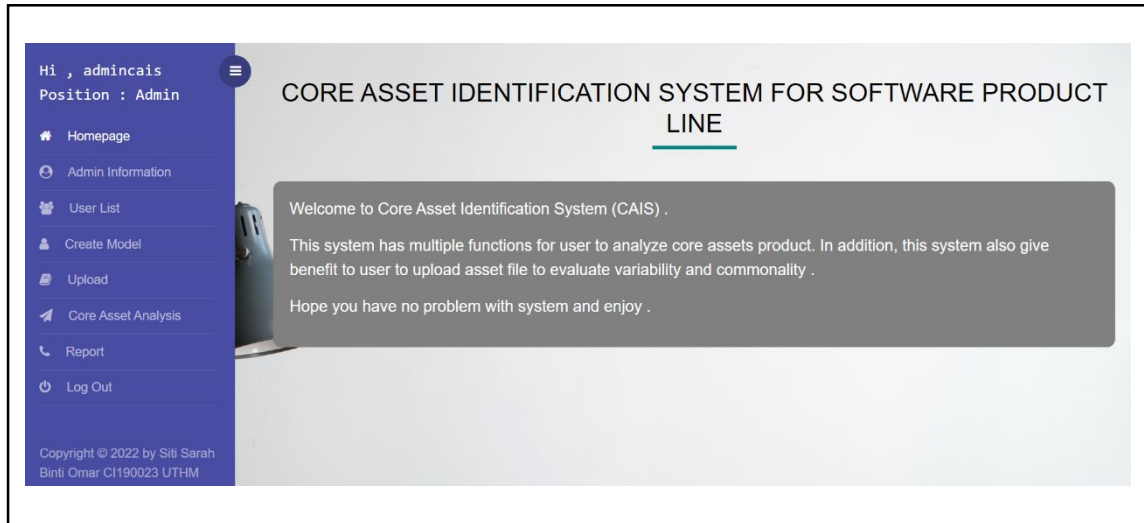 Hi , admincais
Position : Admin
Homepage
Admin Information
User List
Create Model
Upload
Core Asset Analysis
Report
Log Out
Copyright © 2022 by Siti Sarah
Binti Omar CI190023 UTHM
CORE ASSET IDENTIFICATION SYSTEM FOR SOFTWARE PRODUCT
LINE
Welcome to Core Asset Identification System (CAIS) .
This system has multiple functions for user to analyze core assets product. In addition, this system also give
benefit to user to upload asset file to evaluate variability and commonality .
Hope you have no problem with system and enjoy .